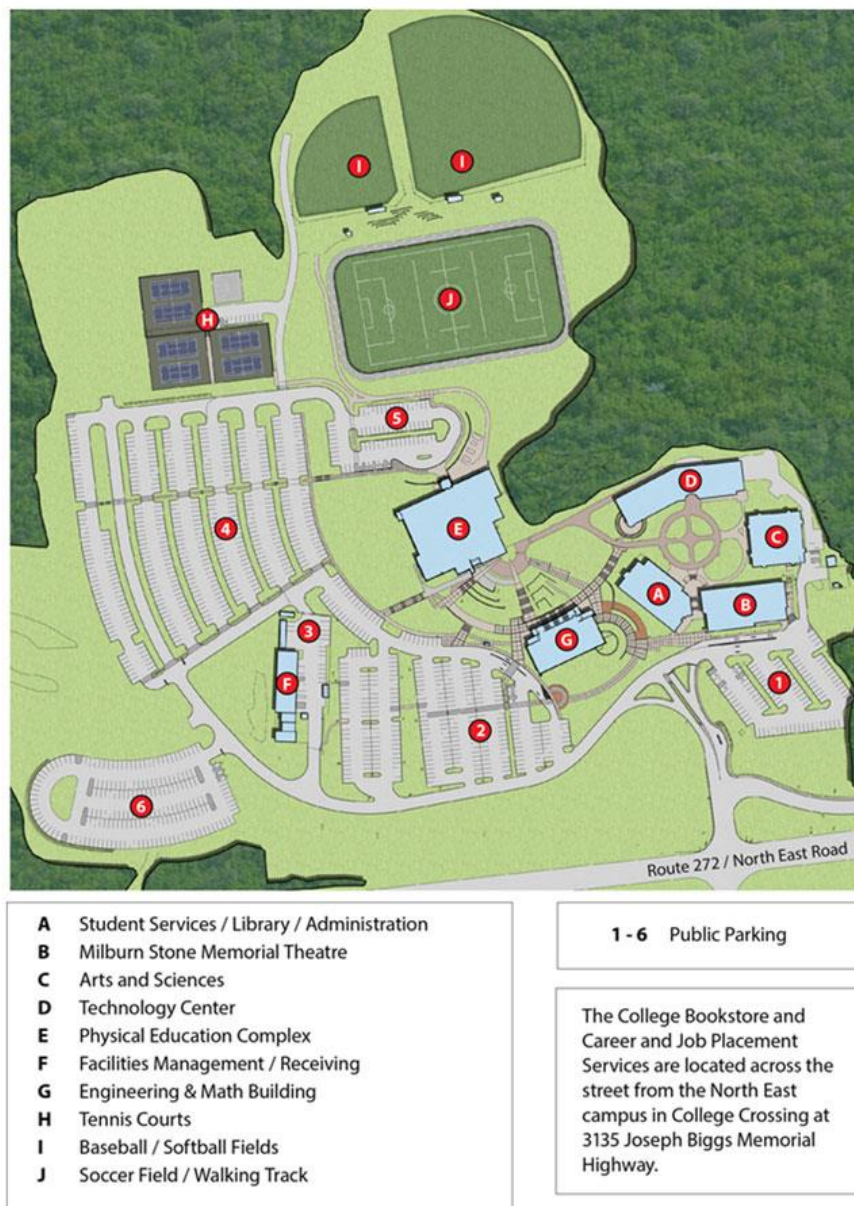 I
I
J
H
5
D
E
4
C
A
B
3
G
F
1
2
6
Route 272 / North East Road
A Student Services / Library / Administration
B Milburn Stone Memorial Theatre
C Arts and Sciences
D Technology Center
E Physical Education Complex
F Facilities Management / Receiving
G Engineering & Math Building
H Tennis Courts
I Baseball / Softball Fields
J Soccer Field / Walking Track
1 - 6 Public Parking
The College Bookstore and
Career and Job Placement
Services are located across the
street from the North East
campus in College Crossing at
3135 Joseph Biggs Memorial
Highway.